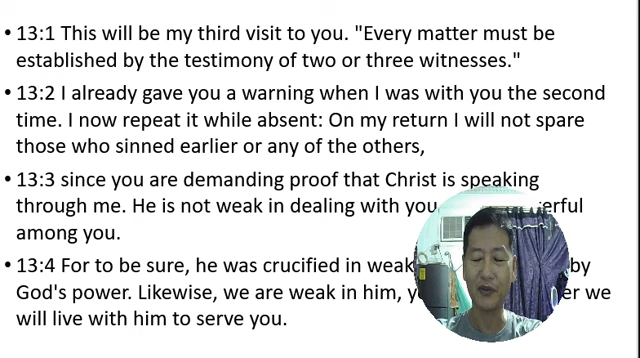 • 13:1 This will be my third visit to you. "Every matter must be
established by the testimony of two or three witnesses."
• 13:2 I already gave you a warning when I was with you the second
time. I now repeat it while absent: On my return I will not spare
those who sinned earlier or any of the others,
• 13:3 since you are demanding proof that Christ is speaking
through me. He is not weak in dealing with you
among you.
• 13:4 For to be sure, he was crucified in by
God's power. Likewise, we are weak in him, we
will live with him to serve you.